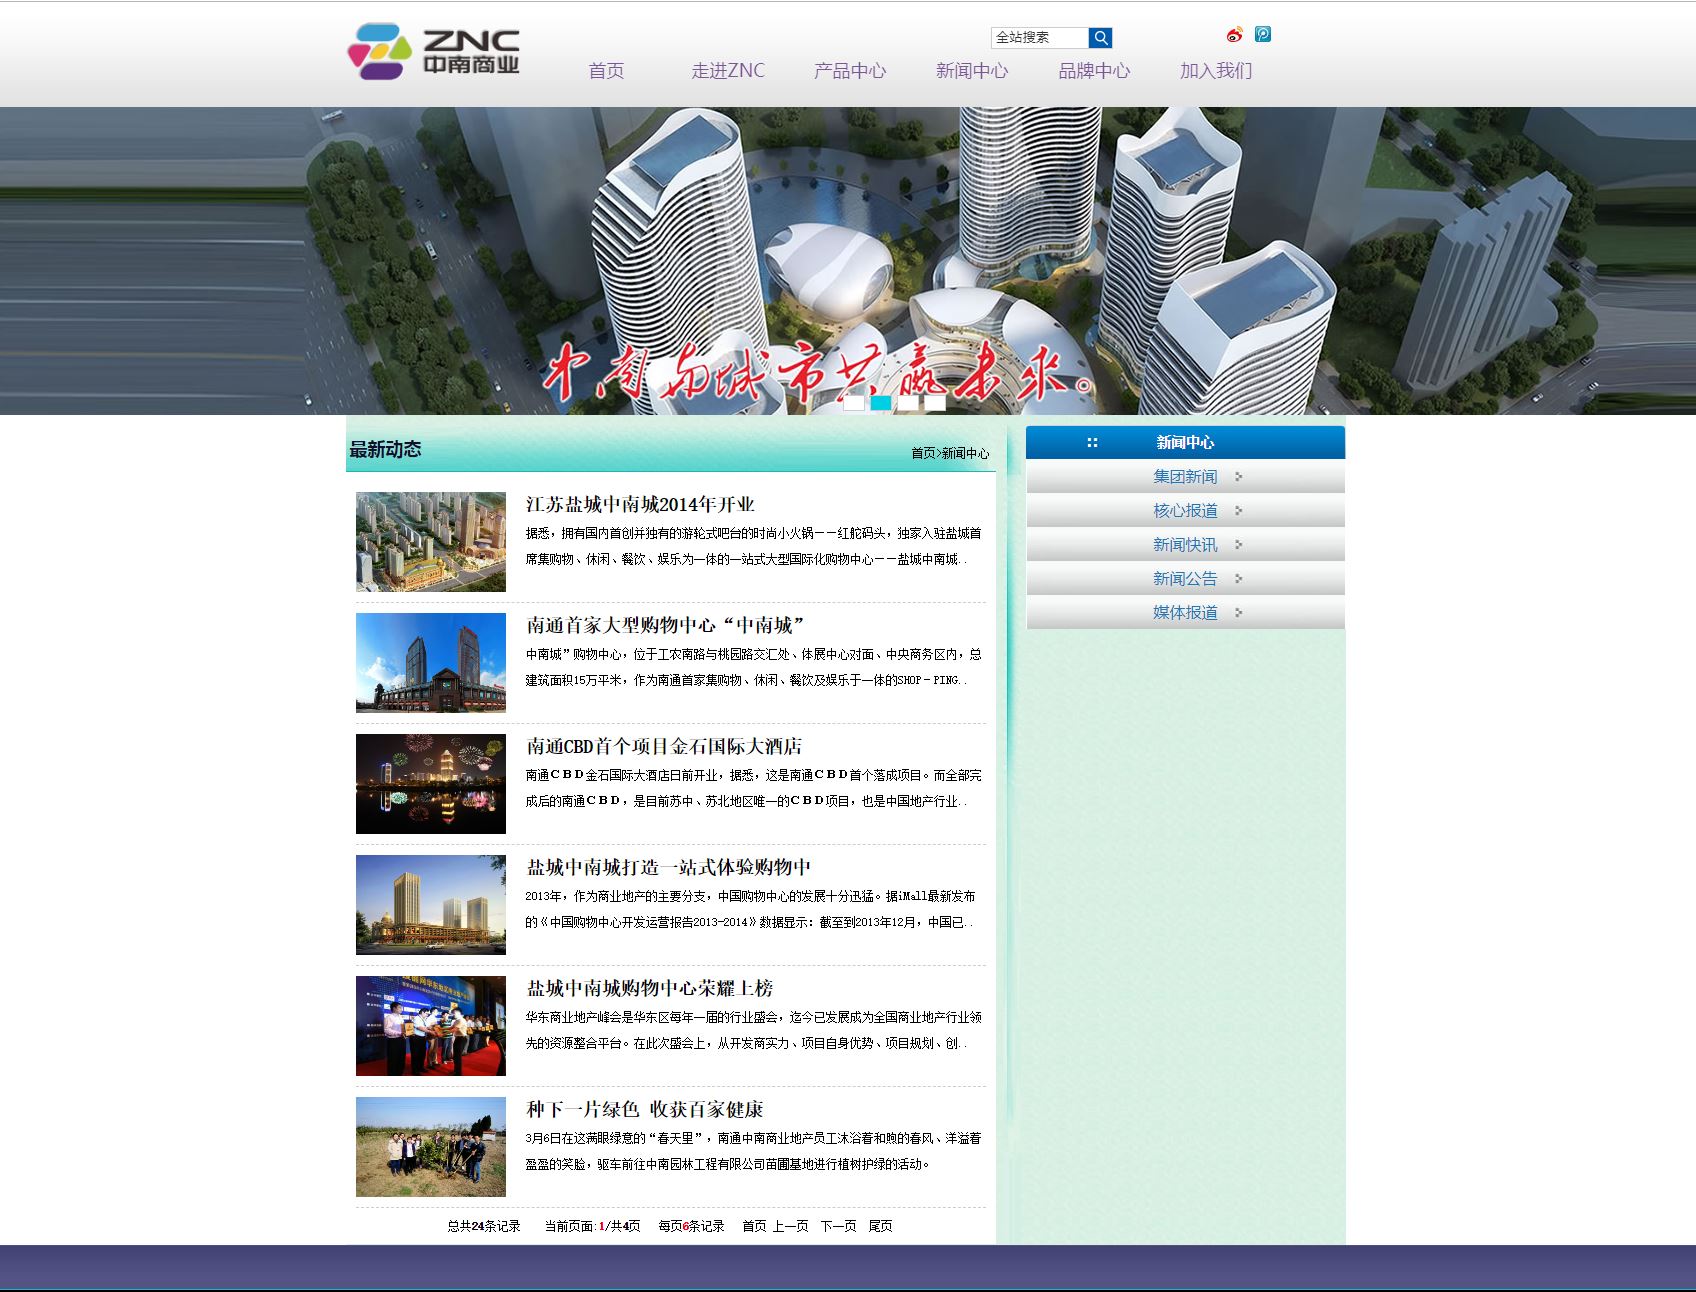 ZNC
中南商业
全站搜索
首页 走进ZNC 产品中心 新闻中心 品牌中心 加入我们
中南与城市共赢未来。
最新动态
首页>新闻中心
江苏盐城中南城2014年开业
据悉，拥有国内首创并独有的游轮式吧台的时尚小火锅——红舵码头，独家入驻盐城首
席集购物、休闲、餐饮、娱乐为一体的一站式大型国际化购物中心——盐城中南城..
南通首家大型购物中心“中南城”
中南城”购物中心，位于工农南路与桃园路交汇处、体展中心对面、中央商务区内，总
建筑面积15万平米，作为南通首家集购物、休闲、餐饮及娱乐于一体的SHOP－PING..
南通CBD首个项目金石国际大酒店
南通ＣＢＤ金石国际大酒店日前开业，据悉，这是南通ＣＢＤ首个落成项目。而全部完
成后的南通ＣＢＤ，是目前苏中、苏北地区唯一的ＣＢＤ项目，也是中国地产行业..
盐城中南城打造一站式体验购物中
2013年，作为商业地产的主要分支，中国购物中心的发展十分迅猛。据iMall最新发布
的《中国购物中心开发运营报告2013-2014》数据显示：截至到2013年12月，中国已..
盐城中南城购物中心荣耀上榜
华东商业地产峰会是华东区每年一届的行业盛会，迄今已发展成为全国商业地产行业领
先的资源整合平台。在此次盛会上，从开发商实力、项目自身优势、项目规划、创..
种下一片绿色 收获百家健康
3月6日在这满眼绿意的“春天里”，南通中南商业地产员工沐浴着和煦的春风、洋溢着
盈盈的笑脸，驱车前往中南园林工程有限公司苗圃基地进行植树护绿的活动。
总共24条记录 当前页面:1/共4页 每页6条记录 首页 上一页 下一页 尾页
新闻中心
集团新闻
核心报道
新闻快讯
新闻公告
媒体报道